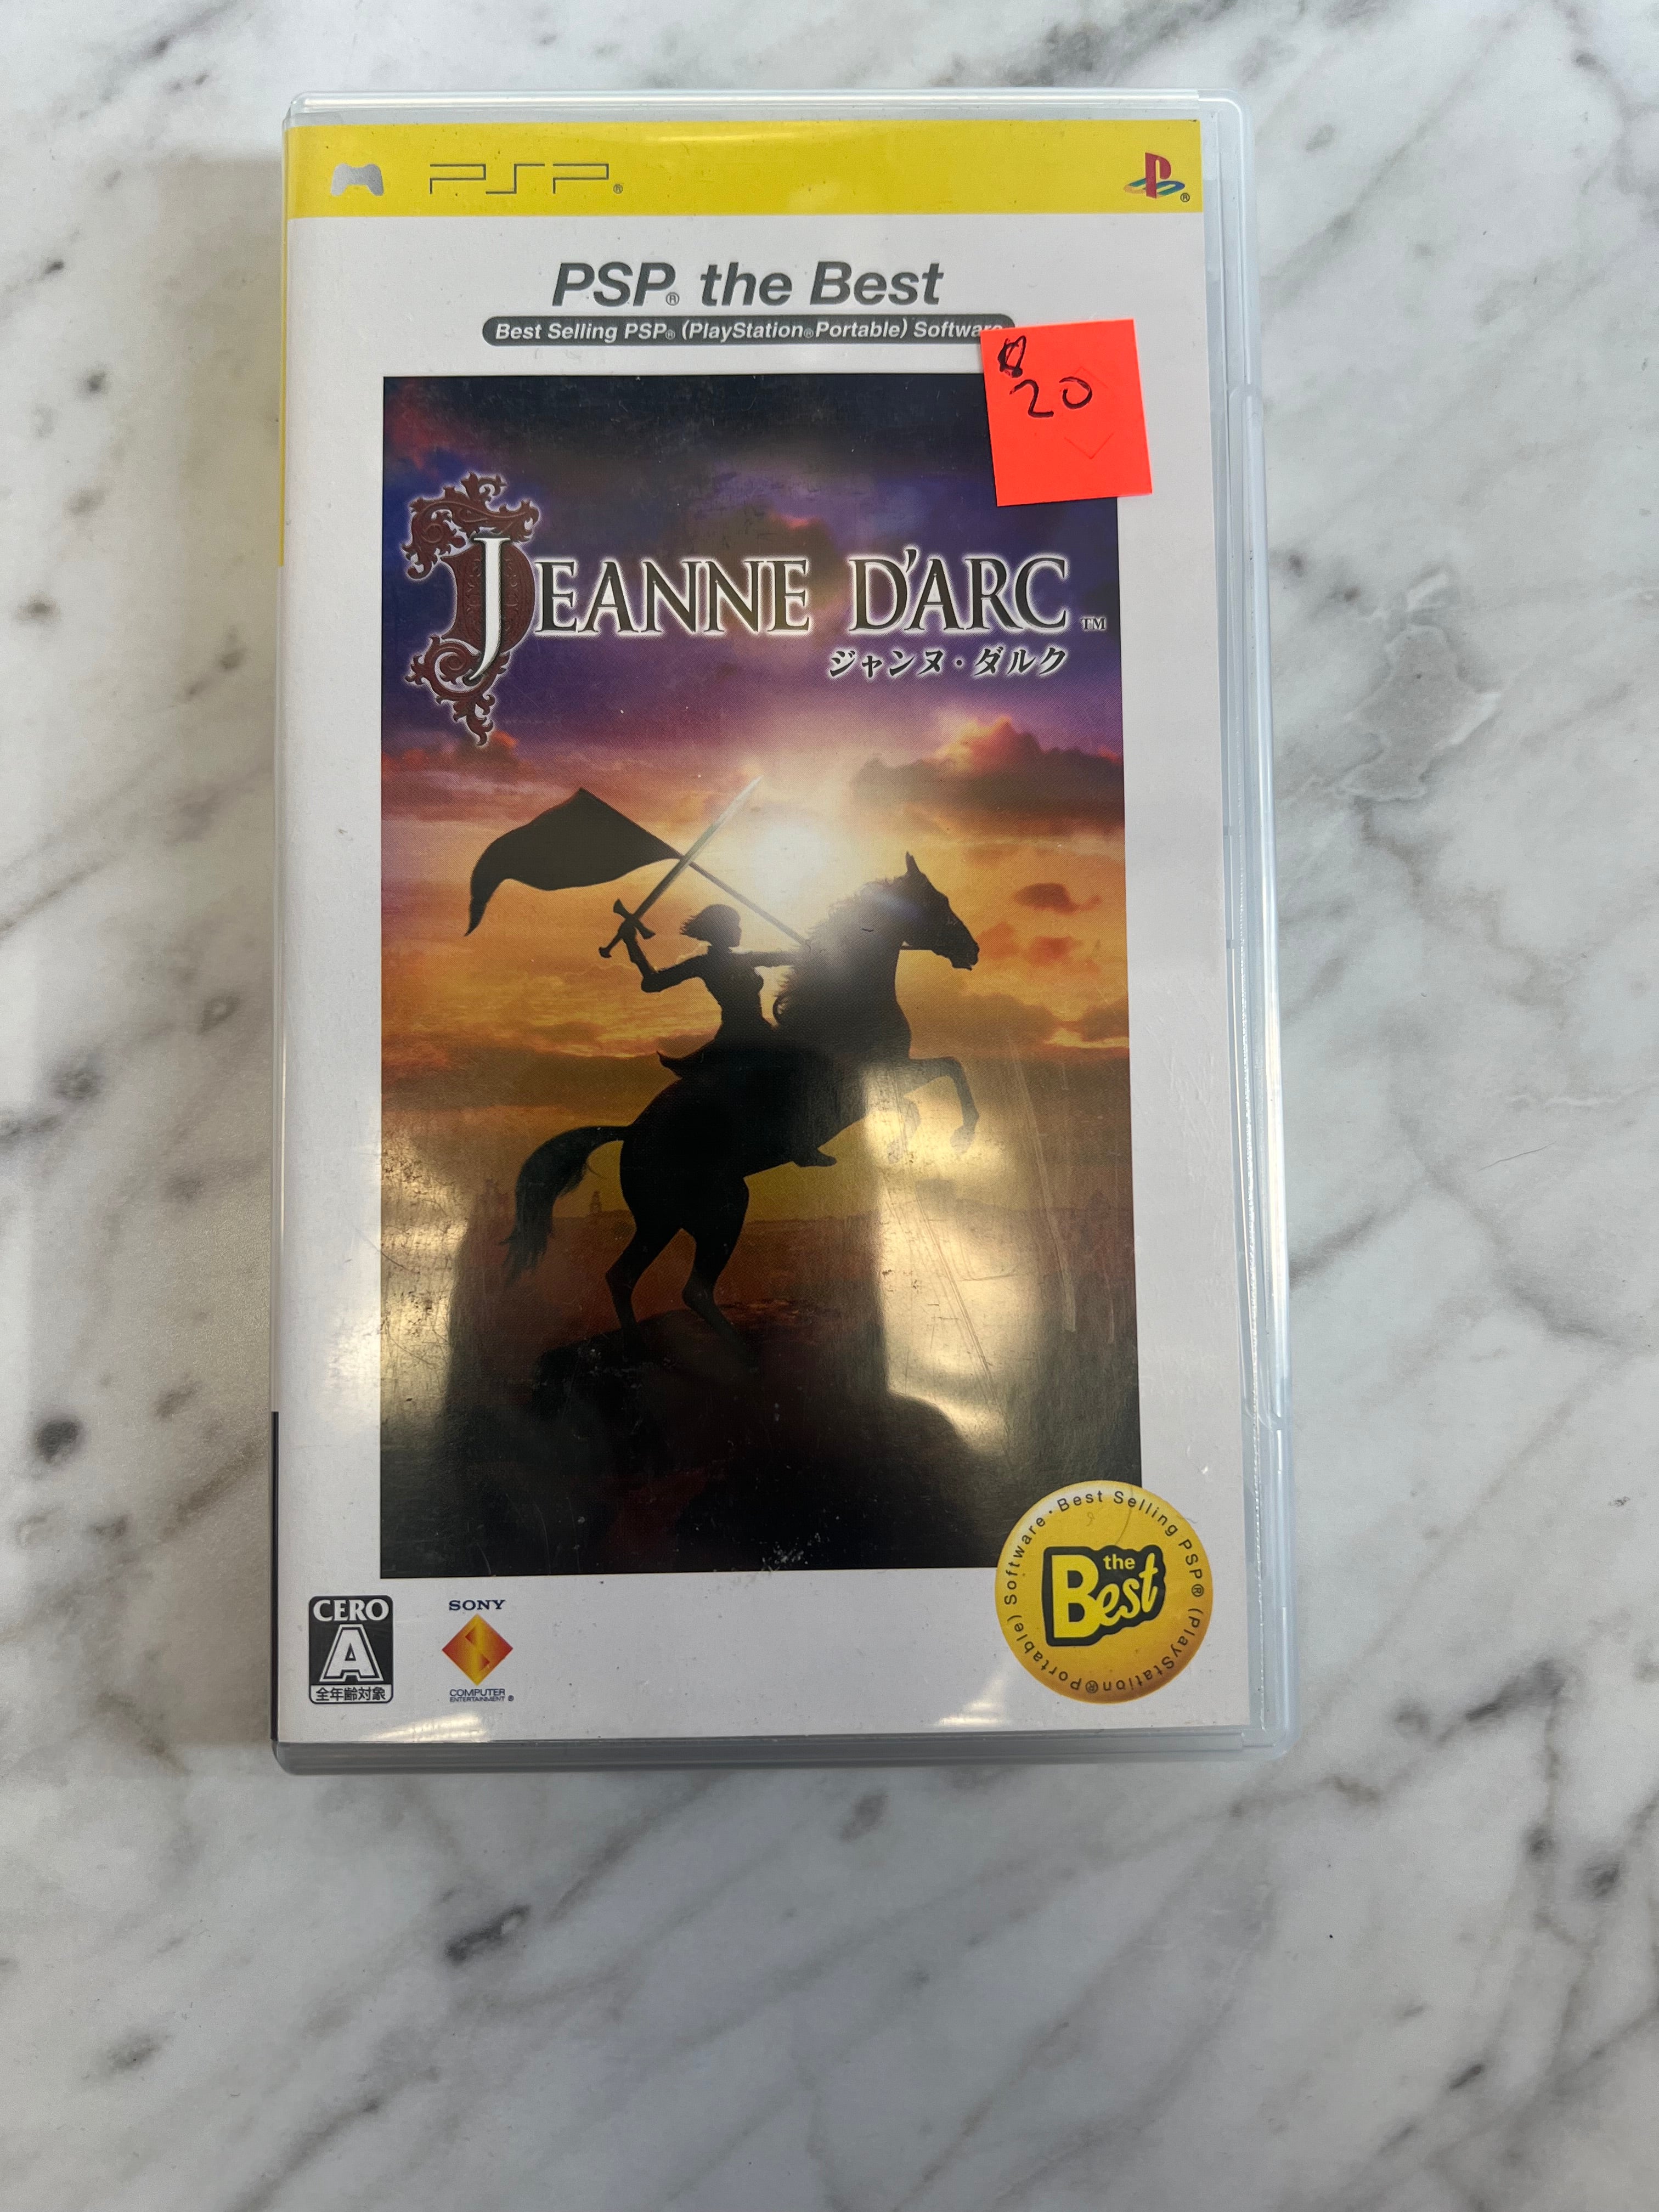 PSP®
PSP® the Best
Best Selling PSP® (PlayStation®Portable) Software
$20
JEANNE D'ARC™
ジャンヌ・ダルク
CERO
A
全年齢対象
SONY
COMPUTER
ENTERTAINMENT®
Best Selling PSP® (PlayStation®Portable) Software・
the
Best